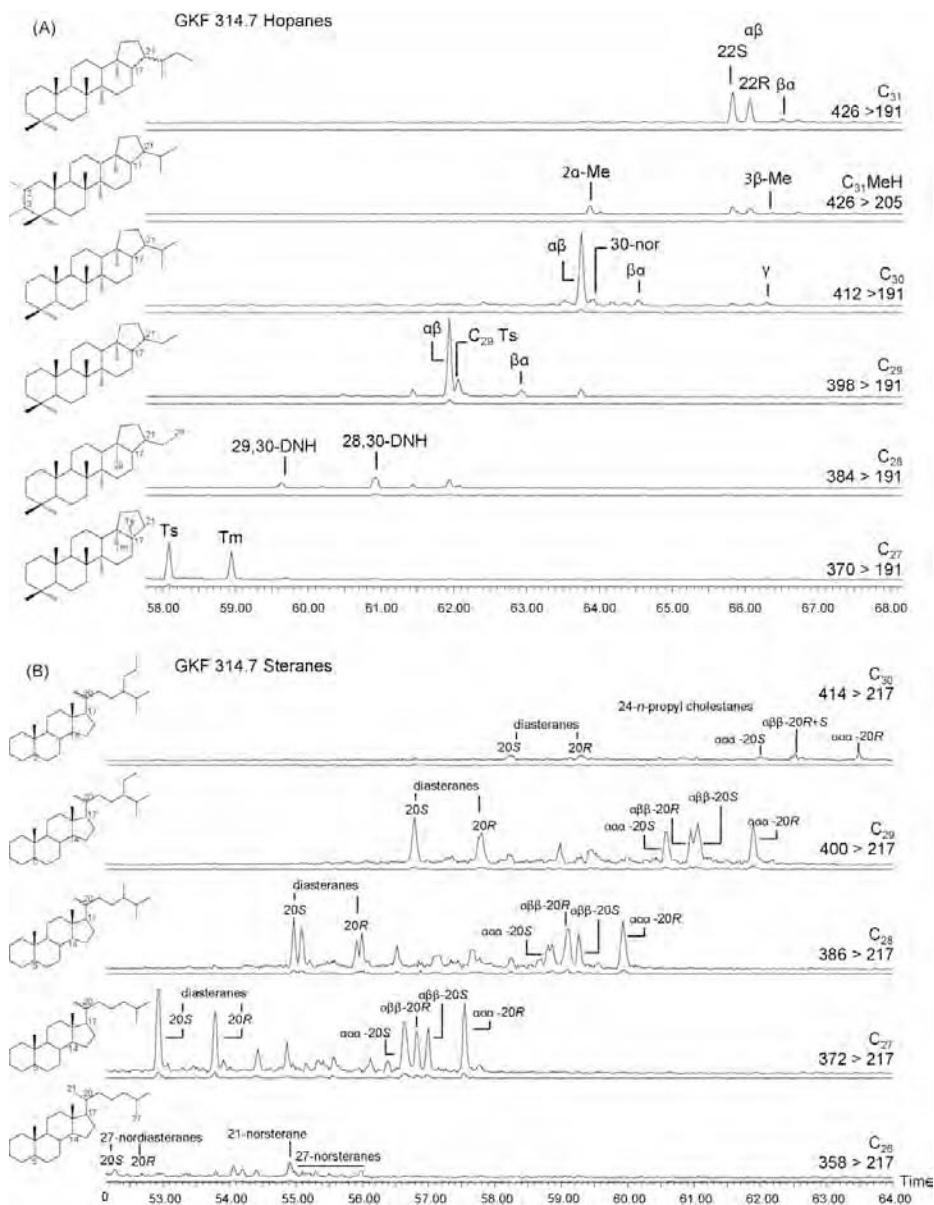 (A) GKF 314.7 Hopanes
αβ
22S
22R
βα
C31
426 >191
2α-Me
3β-Me
C31MeH
426 > 205
αβ
30-nor
βα
γ
C30
412 >191
αβ
C29 Ts
βα
C29
398 > 191
29,30-DNH
28,30-DNH
C28
384 > 191
Ts
Tm
C27
370 > 191
58.00 59.00 60.00 61.00 62.00 63.00 64.00 65.00 66.00 67.00 68.00
(B) GKF 314.7 Steranes
C30
414 > 217
24-n-propyl cholestanes
diasteranes
20S 20R
ααα -20S
αββ-20R+S
ααα -20R
diasteranes
20S 20R
ααα -20S
αββ-20R
αββ-20S
ααα -20R
C29
400 > 217
diasteranes
20S 20R
ααα -20S
αββ-20R
αββ-20S
ααα -20R
C28
386 > 217
diasteranes
20S 20R
ααα -20S
αββ-20R
αββ-20S
ααα -20R
C27
372 > 217
27-nordiasteranes
20S 20R
21-norsterane
27-norsteranes
C26
358 > 217
0 53.00 54.00 55.00 56.00 57.00 58.00 59.00 60.00 61.00 62.00 63.00 64.00 Time